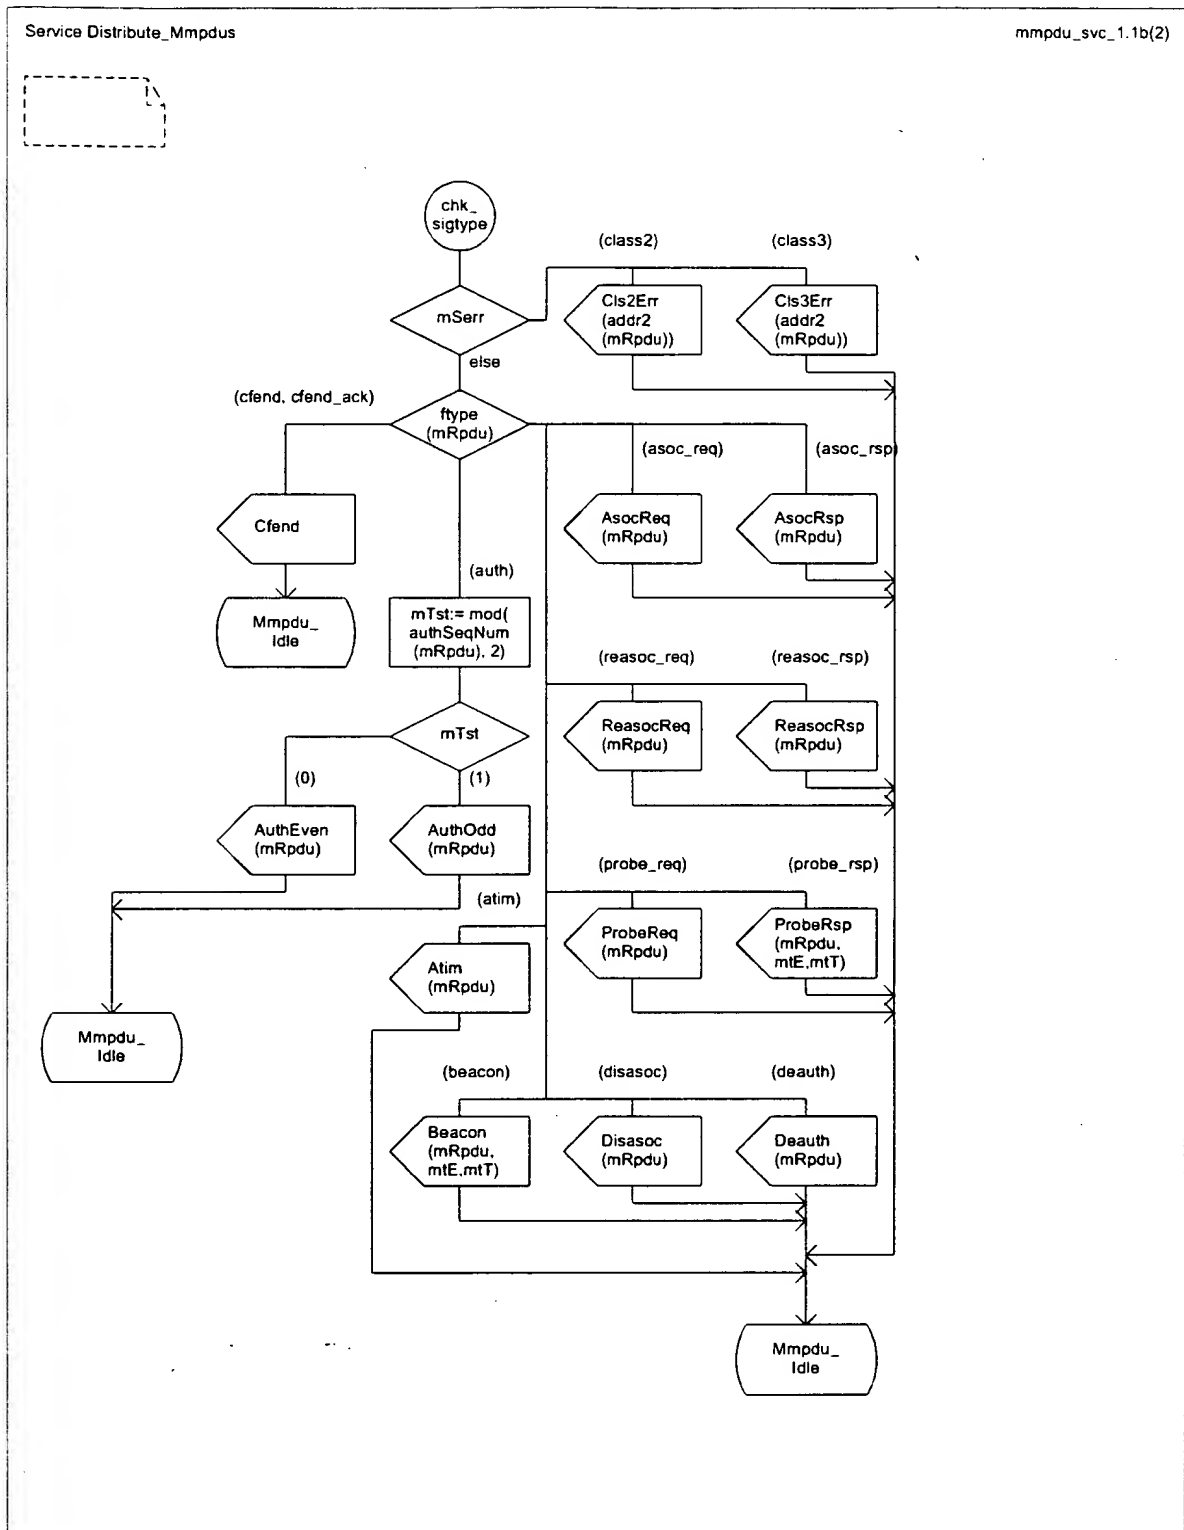 Service Distribute_Mmpdus
mmpdu_svc_1.1b(2)
chk_
sigtype
(class2)
(class3)
mSerr
Cls2Err
(addr2
(mRpdu))
Cls3Err
(addr2
(mRpdu))
else
(cfend, cfend_ack)
ftype
(mRpdu)
(asoc_req)
(asoc_rsp)
Cfend
AsocReq
(mRpdu)
AsocRsp
(mRpdu)
(auth)
Mmpdu_
Idle
mTst:= mod(
authSeqNum
(mRpdu), 2)
(reasoc_req)
(reasoc_rsp)
mTst
ReasocReq
(mRpdu)
ReasocRsp
(mRpdu)
(0)
(1)
AuthEven
(mRpdu)
AuthOdd
(mRpdu)
(probe_req)
(probe_rsp)
(atim)
Atim
(mRpdu)
ProbeReq
(mRpdu)
ProbeRsp
(mRpdu,
mtE,mtT)
Mmpdu_
Idle
(beacon)
(disasoc)
(deauth)
Beacon
(mRpdu,
mtE,mtT)
Disasoc
(mRpdu)
Deauth
(mRpdu)
Mmpdu_
Idle